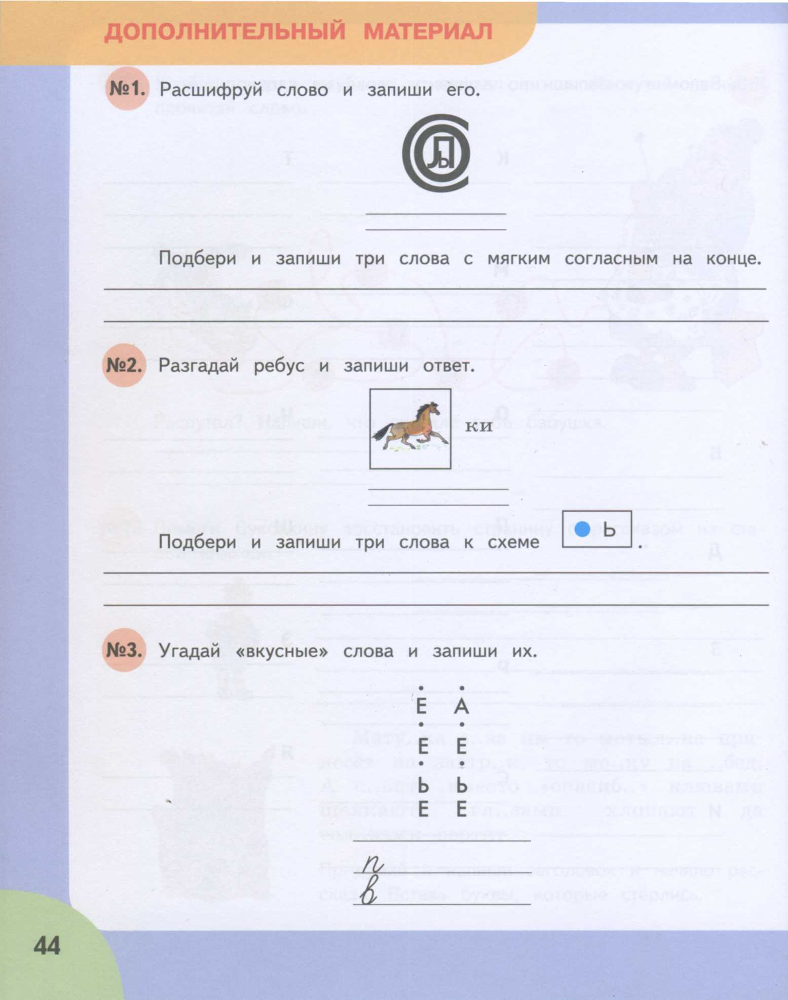 ДОПОЛНИТЕЛЬНЫЙ МАТЕРИАЛ
№1. Расшифруй слово и запиши его.
СОЛЬ
Подбери и запиши три слова с мягким согласным на конце.
№2. Разгадай ребус и запиши ответ.
ки
Подбери и запиши три слова к схеме Ь.
№3. Угадай «вкусные» слова и запиши их.
• •
Е А
• •
Е Е
•
Ь Ь
Е Е
п
в
44